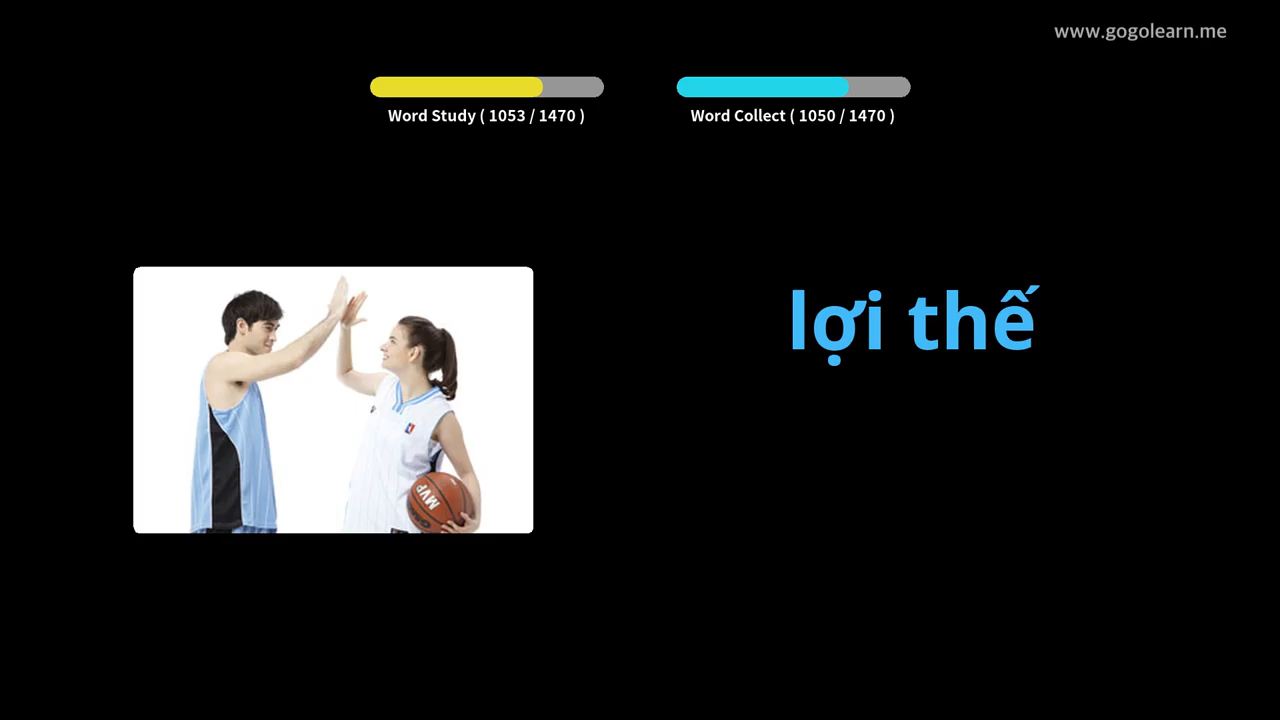 www.gogolearn.me
Word Study ( 1053 / 1470 )
Word Collect ( 1050 / 1470 )
lợi thế
MVP